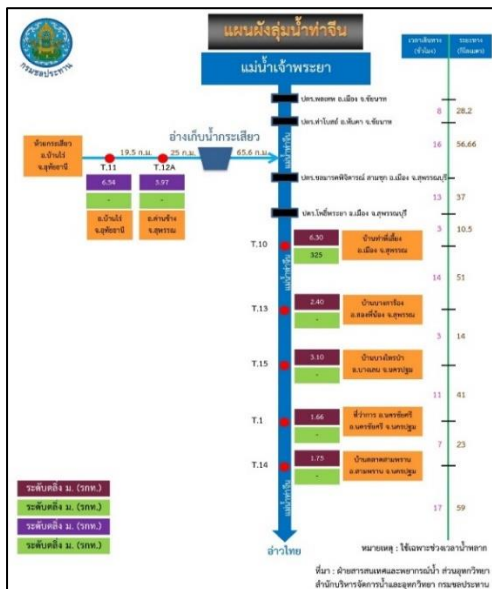 แผนผังลุ่มน้ำท่าจีน
แม่น้ำเจ้าพระยา
กรมชลประทาน
เวลาเดินทาง
(ชั่วโมง)
ระยะทาง
(กิโลเมตร)
ปตร.พลเทพ อ.เมือง จ.ชัยนาท
8 28.2
ปตร.ท่าโบสถ์ อ.หันคา จ.ชัยนาท
แม่น้ำท่าจีน
16 56.66
ห้วยกระเสียว
อ.บ้านไร่
จ.อุทัยธานี
19.5 ก.ม.
25 ก.ม.
อ่างเก็บน้ำกระเสียว
65.6 ก.ม.
T.11
T.12A
6.54
3.97
-
-
อ.บ้านไร่
จ.อุทัยธานี
อ.ด่านช้าง
จ.สุพรรณ
ปตร.ชลมารคพิจิตร สามชุก อ.เมือง จ.สุพรรณบุรี
13 37
ปตร.โพธิ์พระยา อ.เมือง จ.สุพรรณบุรี
3 10.5
T.10
6.30
325
บ้านท่าพี่เลี้ยง
อ.เมือง จ.สุพรรณ
แม่น้ำท่าจีน
14 51
T.13
2.40
-
อ.สองพี่น้อง จ.สุพรรณ
3 14
T.15
3.10
-
บ้านบางไทรป่า
อ.บางเลน จ.นครปฐม
11 41
T.1
1.66
-
ที่ว่าการ อ.นครชัยศรี
อ.นครชัยศรี จ.นครปฐม
7 23
T.14
1.75
-
บ้านตลาดสามพราน
อ.สามพราน จ.นครปฐม
แม่น้ำท่าจีน
17 59
ระดับตลิ่ง ม. (รทก.)
ระดับตลิ่ง ม. (รทก.)
ระดับตลิ่ง ม. (รทก.)
ระดับตลิ่ง ม. (รทก.)
อ่าวไทย
หมายเหตุ : ใช้เฉพาะช่วงเวลาน้ำหลาก
ที่มา : ฝ่ายสารสนเทศและพยากรณ์น้ำ ส่วนอุทกวิทยา
สำนักบริหารจัดการน้ำและอุทกวิทยา กรมชลประทาน